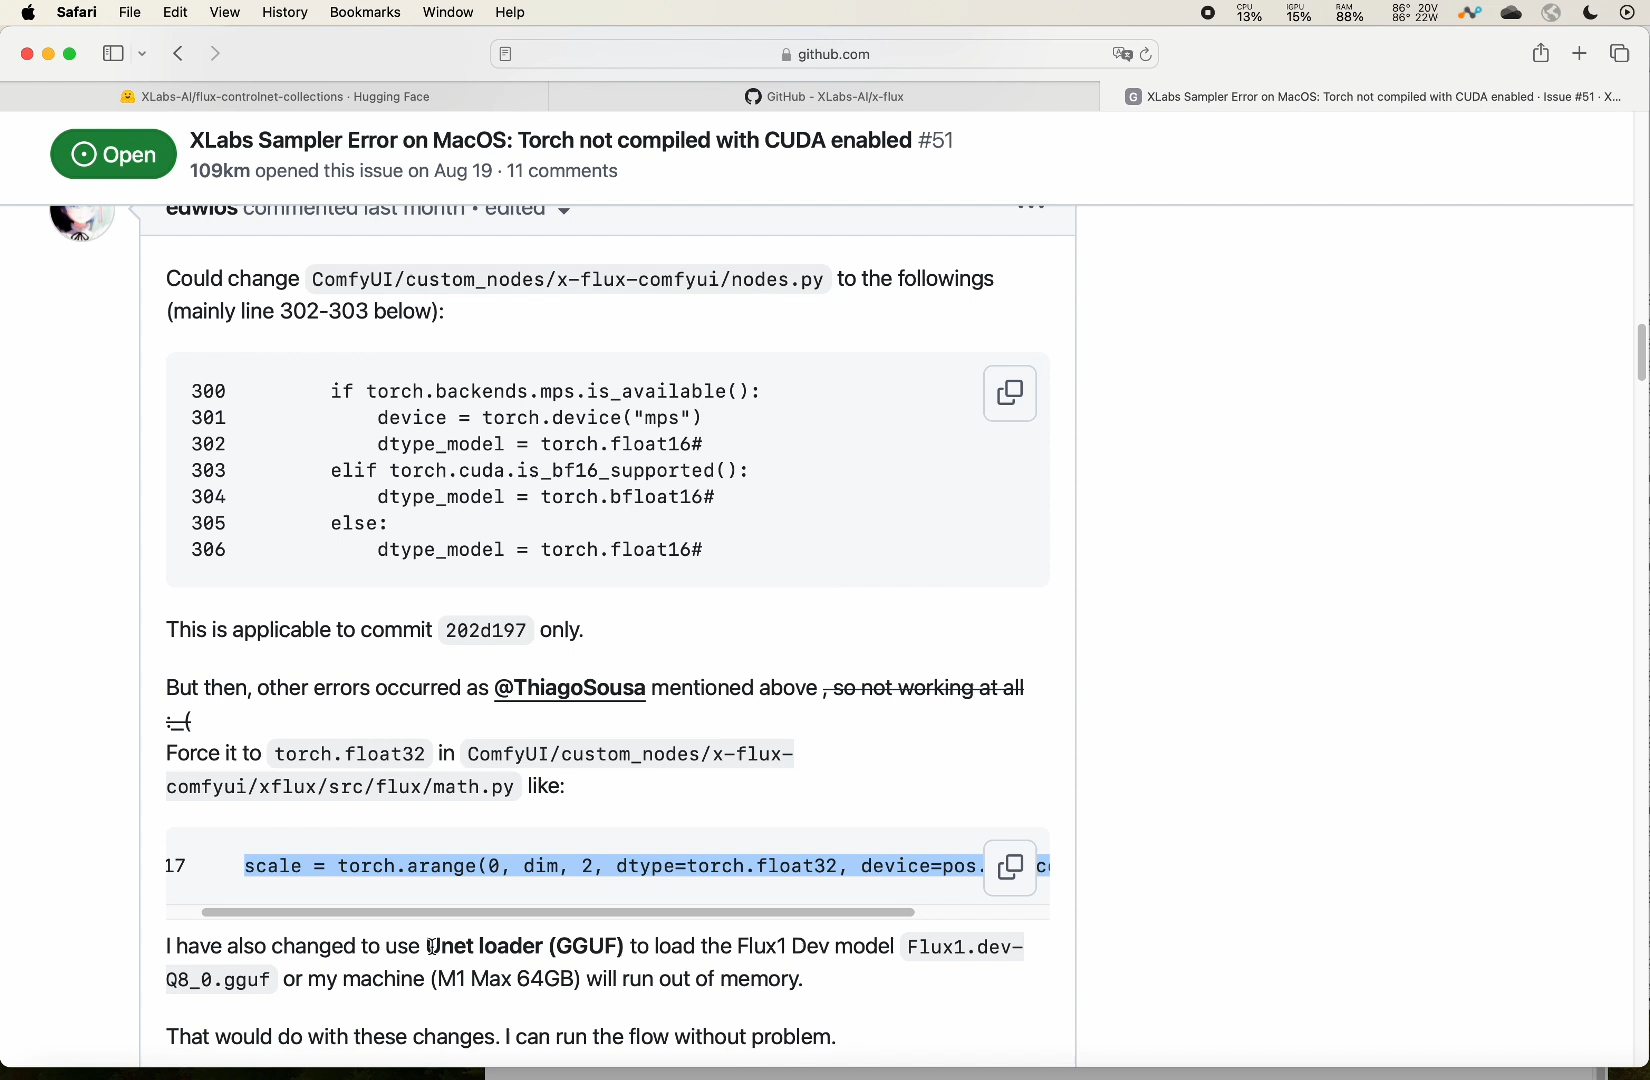 Safari File Edit View History Bookmarks Window Help CPU 13% IGPU 15% RAM 88% 86° 20V 86° 22W
github.com
XLabs-AI/flux-controlnet-collections · Hugging Face GitHub - XLabs-AI/x-flux G XLabs Sampler Error on MacOS: Torch not compiled with CUDA enabled · Issue #51 · X...
Open XLabs Sampler Error on MacOS: Torch not compiled with CUDA enabled #51
109km opened this issue on Aug 19 · 11 comments
edwios commented last month • edited
Could change ComfyUI/custom_nodes/x-flux-comfyui/nodes.py to the followings
(mainly line 302-303 below):
300 if torch.backends.mps.is_available():
301 device = torch.device("mps")
302 dtype_model = torch.float16#
303 elif torch.cuda.is_bf16_supported():
304 dtype_model = torch.bfloat16#
305 else:
306 dtype_model = torch.float16#
This is applicable to commit 202d197 only.
But then, other errors occurred as @ThiagoSousa mentioned above , so not working at all
:_(
Force it to torch.float32 in ComfyUI/custom_nodes/x-flux-
comfyui/xflux/src/flux/math.py like:
17 scale = torch.arange(0, dim, 2, dtype=torch.float32, device=pos.
I have also changed to use Unet loader (GGUF) to load the Flux1 Dev model Flux1.dev-
Q8_0.gguf or my machine (M1 Max 64GB) will run out of memory.
That would do with these changes. I can run the flow without problem.